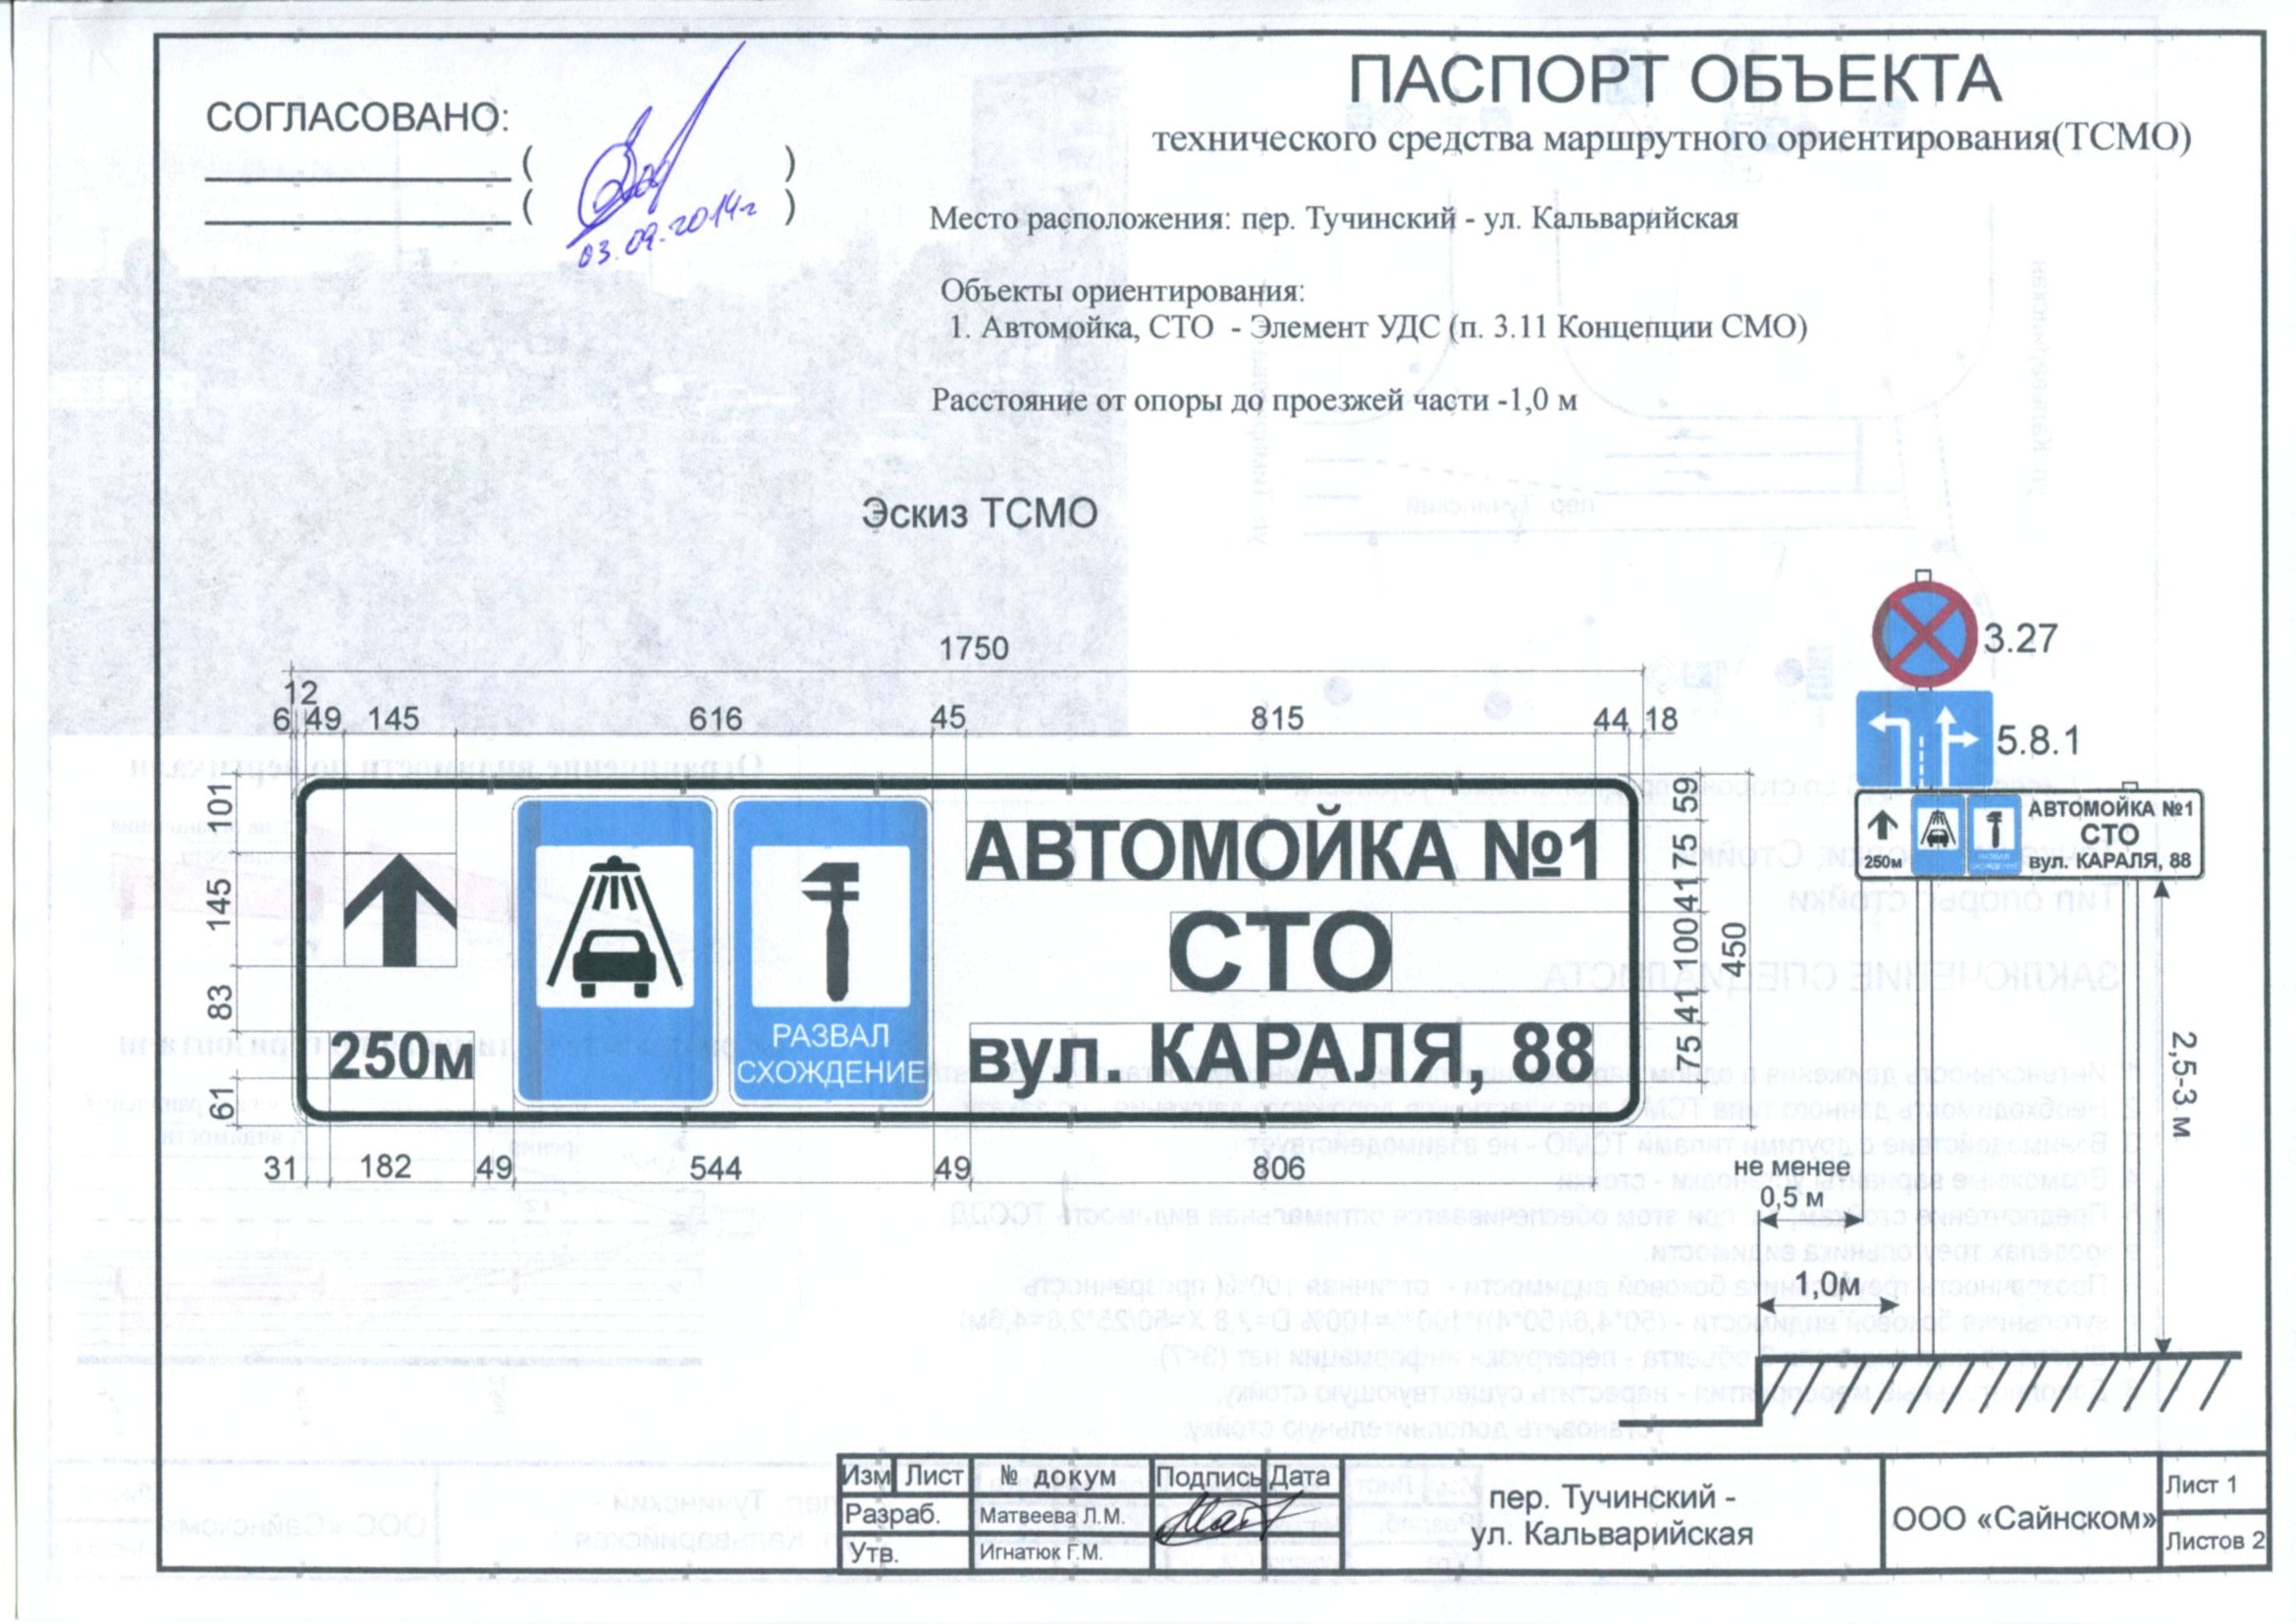 СОГЛАСОВАНО:
( )
( )
03.09.2014г
ПАСПОРТ ОБЪЕКТА
технического средства маршрутного ориентирования(ТСМО)
Место расположения: пер. Тучинский - ул. Кальварийская
Объекты ориентирования:
1. Автомойка, СТО - Элемент УДС (п. 3.11 Концепции СМО)
Расстояние от опоры до проезжей части -1,0 м
Эскиз ТСМО
1750
12
6 49 145 616 45 815 44 18
101
145
83
61
250м
РАЗВАЛ
СХОЖДЕНИЕ
АВТОМОЙКА №1
СТО
вул. КАРАЛЯ, 88
59
75
41
100
41
75
450
31 182 49 544 49 806
3.27
5.8.1
250м
АВТОМОЙКА №1
СТО
вул. КАРАЛЯ, 88
2,5-3 м
не менее
0,5 м
1,0м
Изм Лист № докум Подпись Дата
Разраб. Матвеева Л.М.
Утв. Игнатюк Г.М.
пер. Тучинский -
ул. Кальварийская
ООО «Сайнском»
Лист 1
Листов 2